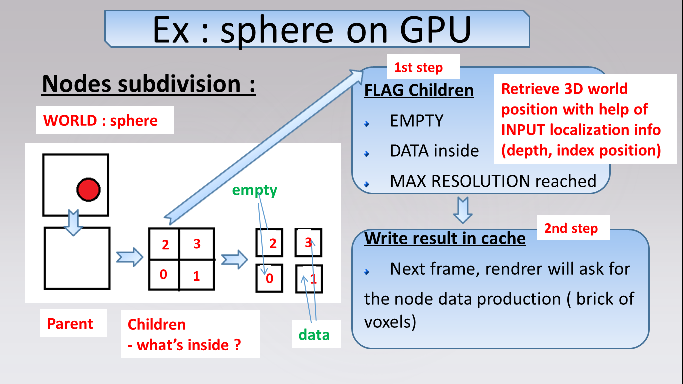 Ex : sphere on GPU
Nodes subdivision :
WORLD : sphere
empty
2 3
0 1
2 3
0 1
Parent
Children
- what's inside ?
data
1st step
FLAG Children
EMPTY
DATA inside
MAX RESOLUTION reached
Retrieve 3D world
position with help of
INPUT localization info
(depth, index position)
2nd step
Write result in cache
Next frame, rendrer will ask for
the node data production ( brick of
voxels)